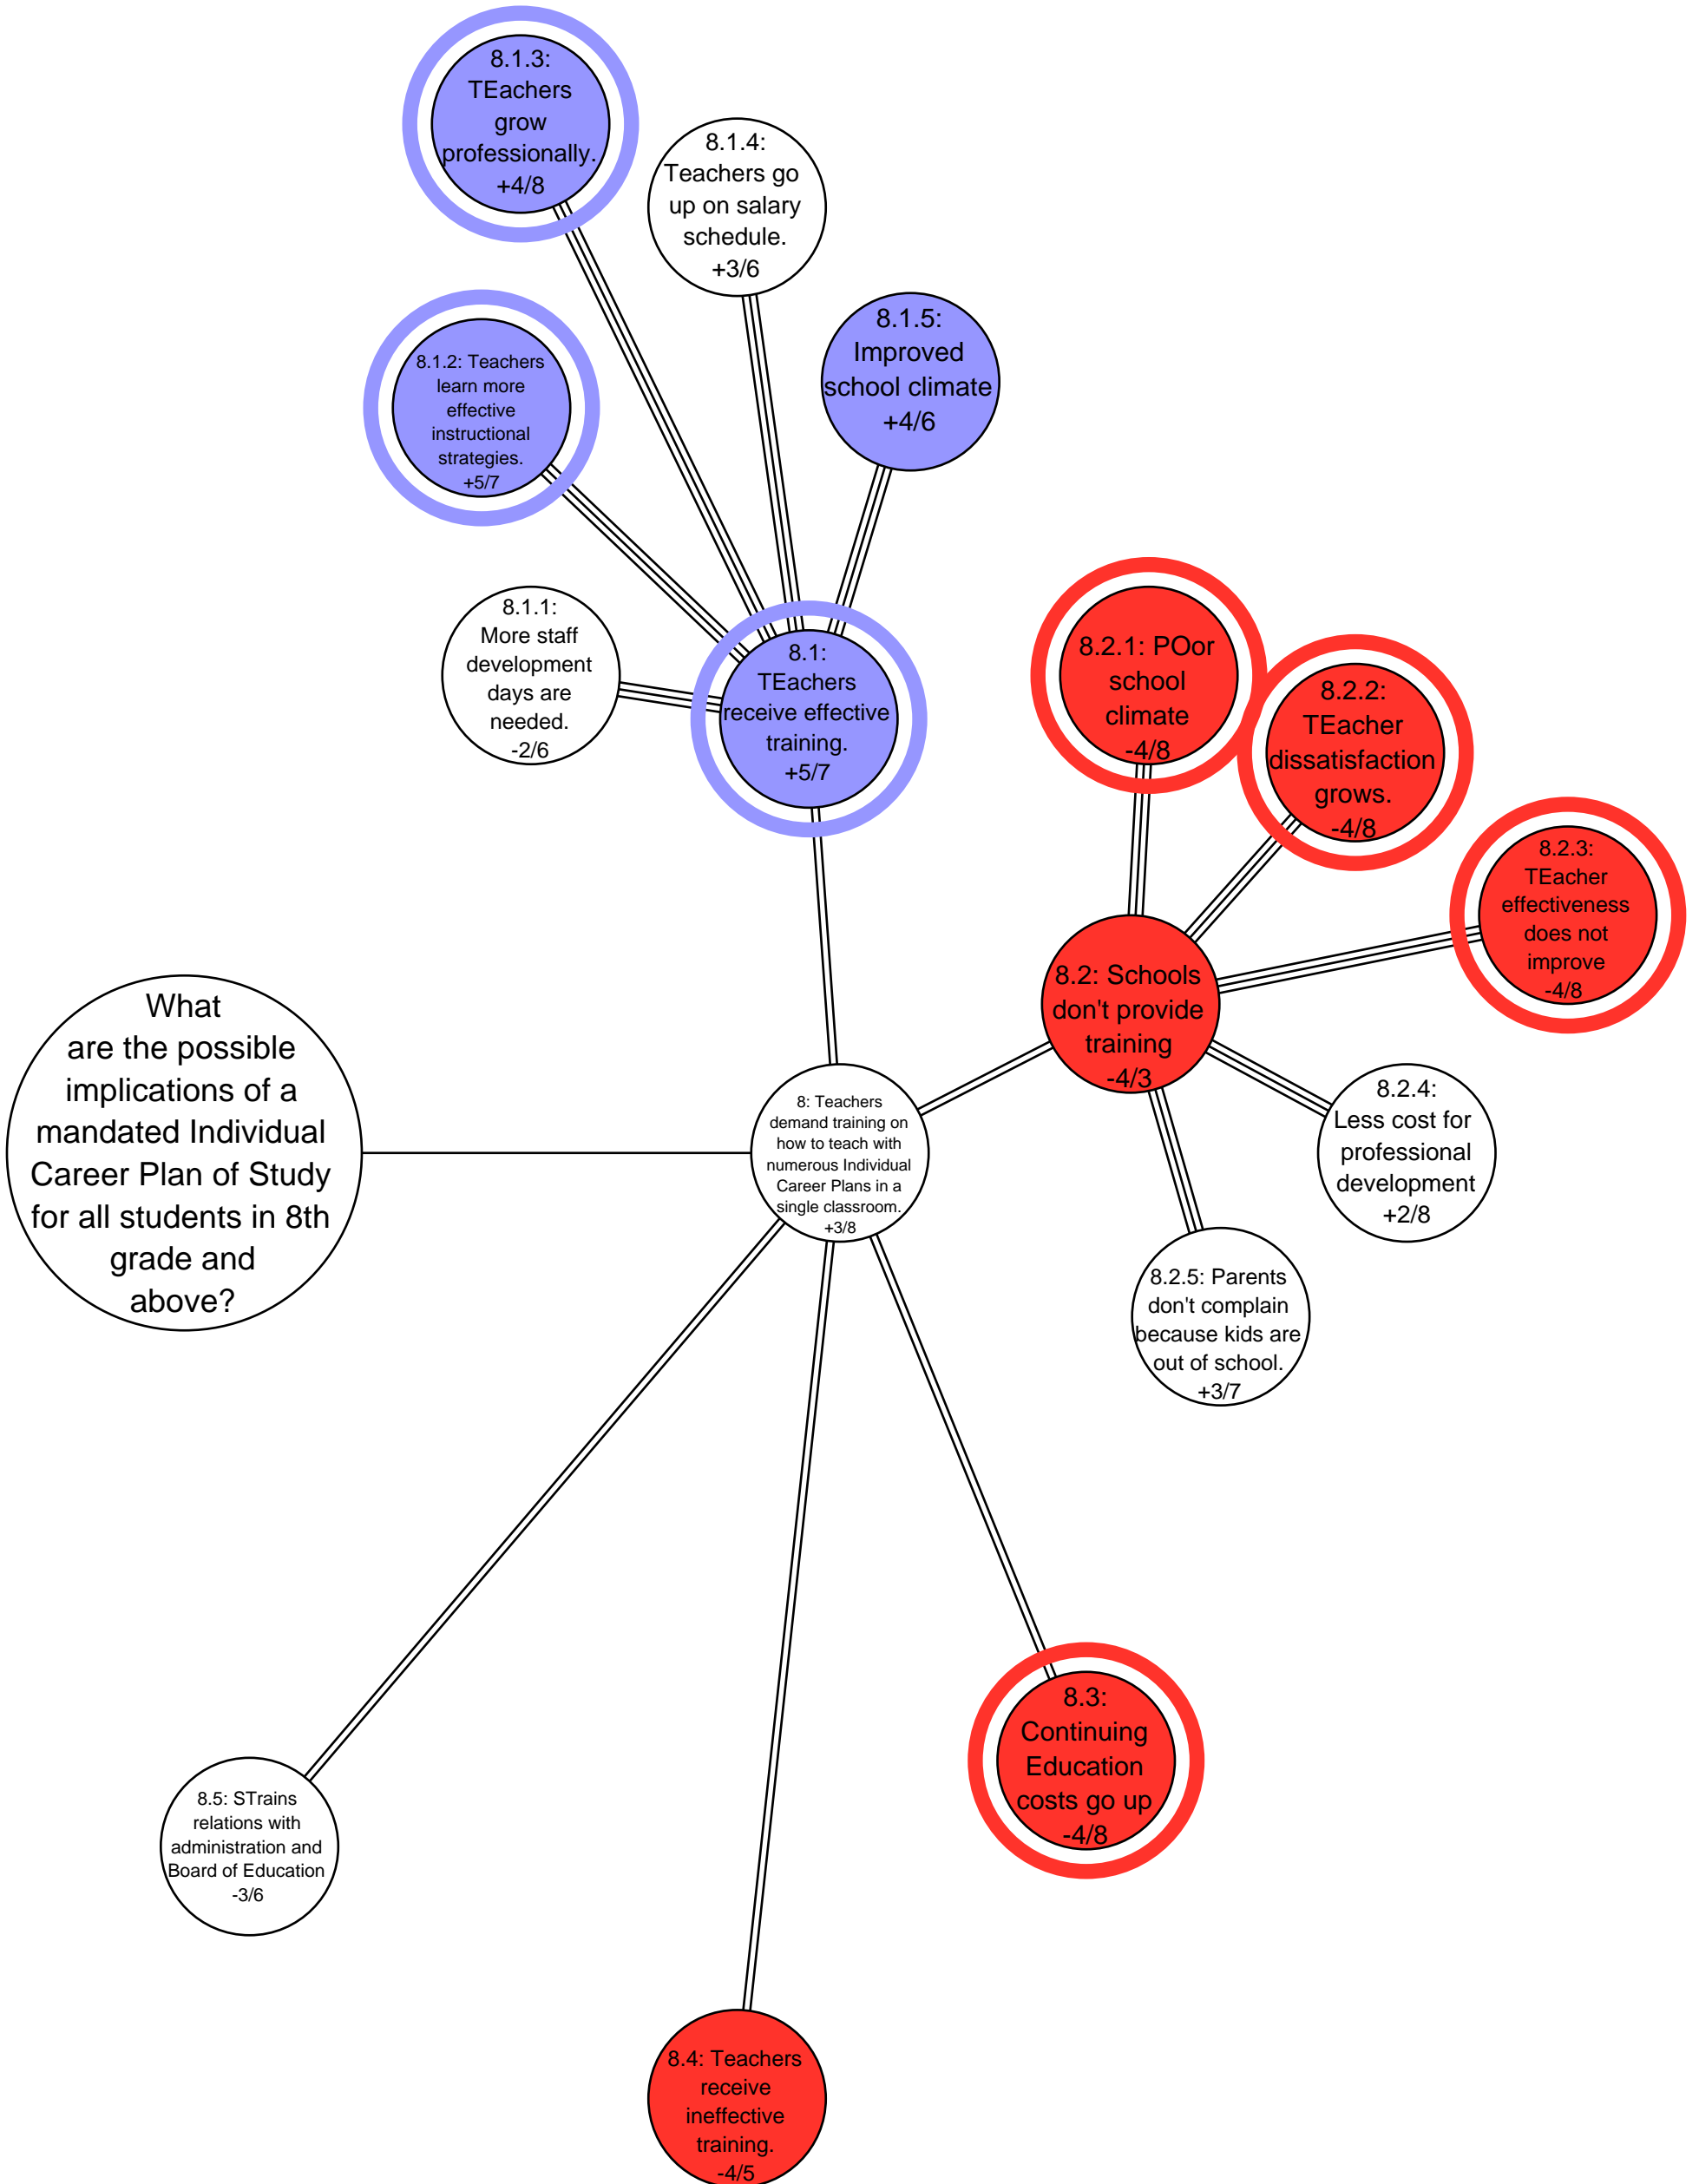 8.1.3:
TEachers
grow
professionally.
+4/8
8.1.4:
Teachers go
up on salary
schedule.
+3/6
8.1.5:
Improved
school climate
+4/6
8.1.2: Teachers
learn more
effective
instructional
strategies.
+5/7
8.1.1:
More staff
development
days are
needed.
-2/6
8.1:
TEachers
receive effective
training.
+5/7
8.2.1: POor
school
climate
-4/8
8.2.2:
TEacher
dissatisfaction
grows.
-4/8
8.2.3:
TEacher
effectiveness
does not
improve
-4/8
8.2: Schools
don't provide
training
-4/3
What
are the possible
implications of a
mandated Individual
Career Plan of Study
for all students in 8th
grade and
above?
8: Teachers
demand training on
how to teach with
numerous Individual
Career Plans in a
single classroom.
+3/8
8.2.4:
Less cost for
professional
development
+2/8
8.2.5: Parents
don't complain
because kids are
out of school.
+3/7
8.3:
Continuing
Education
costs go up
-4/8
8.5: STrains
relations with
administration and
Board of Education
-3/6
8.4: Teachers
receive
ineffective
training.
-4/5